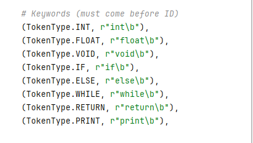 # Keywords (must come before ID)
(TokenType.INT, r"int\b"),
(TokenType.FLOAT, r"float\b"),
(TokenType.VOID, r"void\b"),
(TokenType.IF, r"if\b"),
(TokenType.ELSE, r"else\b"),
(TokenType.WHILE, r"while\b"),
(TokenType.RETURN, r"return\b"),
(TokenType.PRINT, r"print\b"),